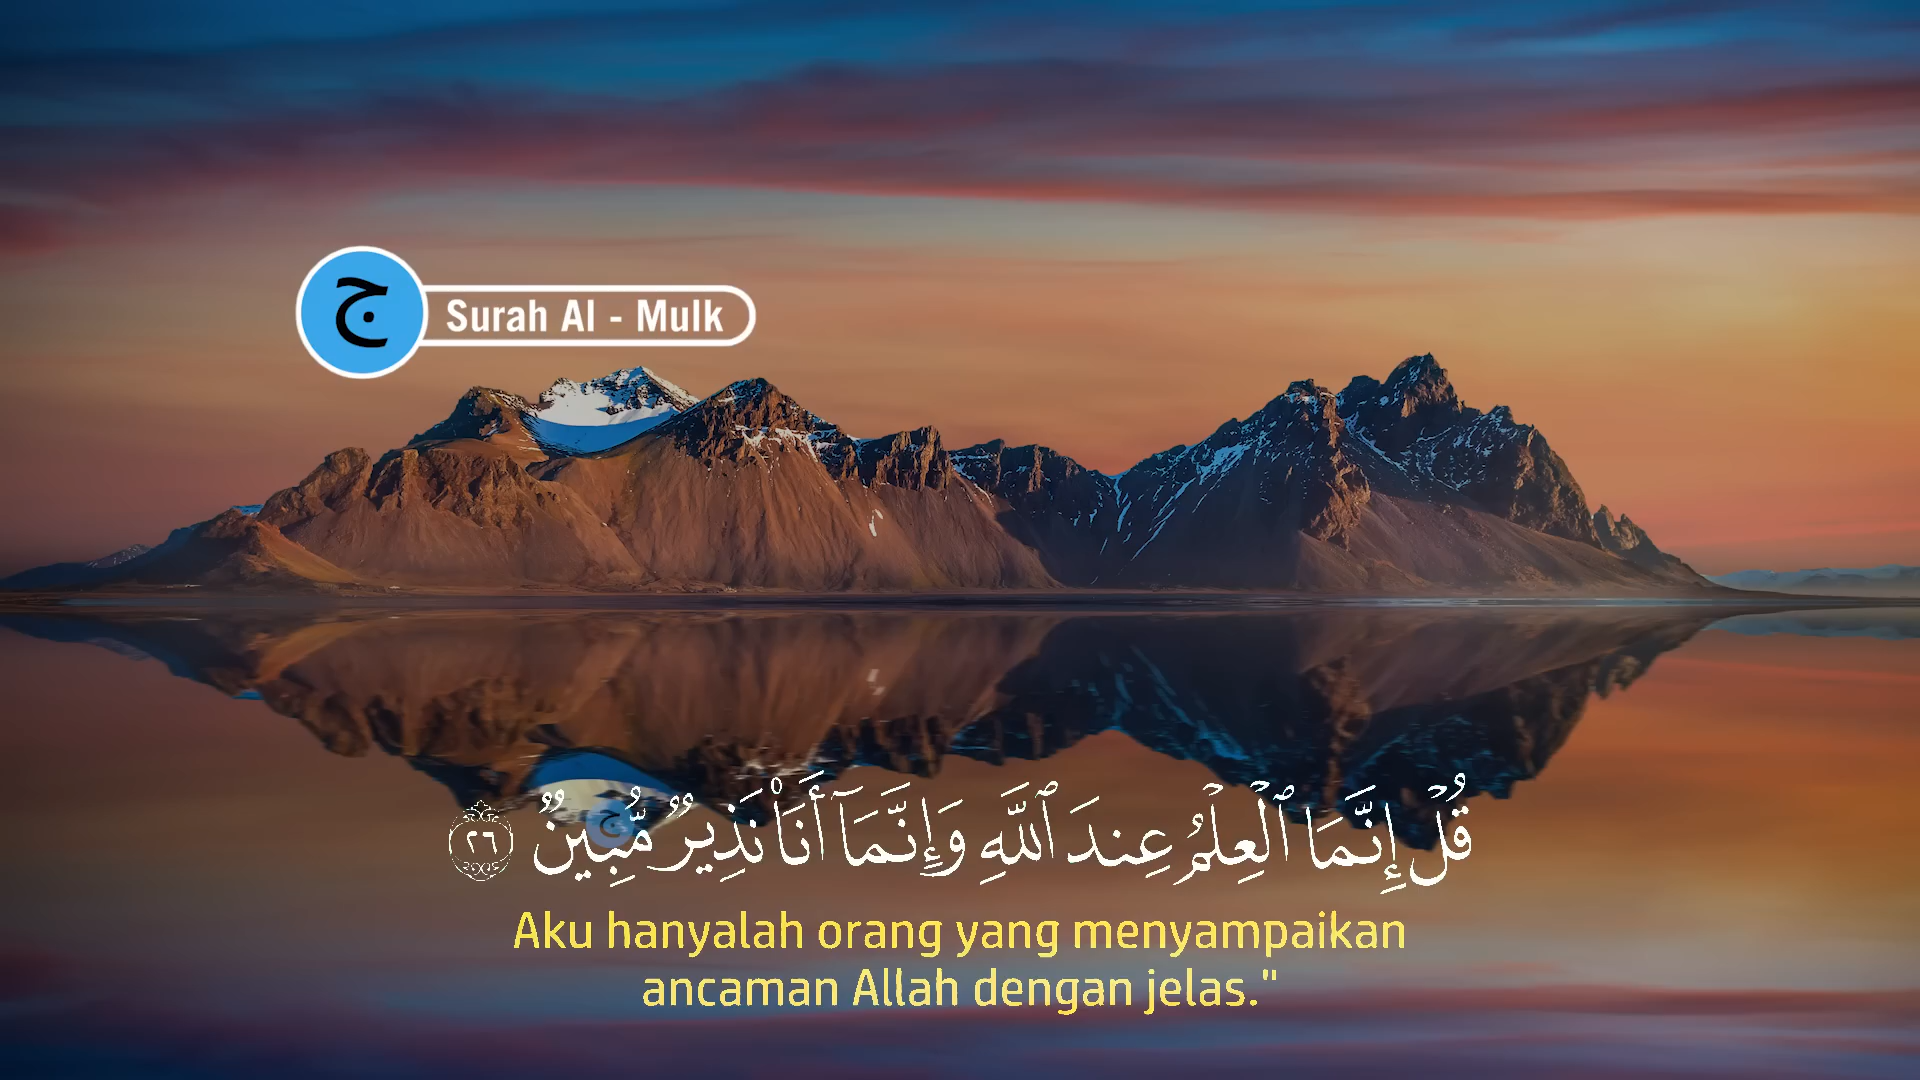 ج
Surah Al - Mulk
ج
قُلْ إِنَّمَا ٱلْعِلْمُ عِندَ ٱللَّهِ وَإِنَّمَآ أَنَا۠ نَذِيرٌ مُّبِينٌ ٢٦
Aku hanyalah orang yang menyampaikan
ancaman Allah dengan jelas."